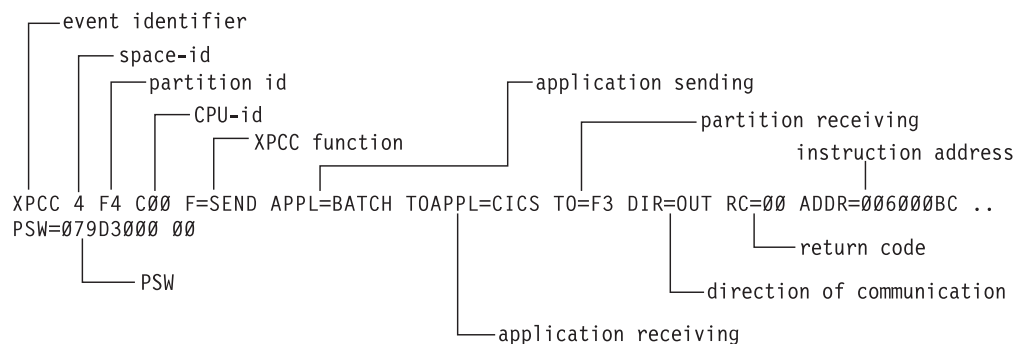 event identifier
space-id
partition id
application sending
CPU-id
partition receiving
XPCC function
instruction address
XPCC 4 F4 C00 F=SEND APPL=BATCH TOAPPL=CICS TO=F3 DIR=OUT RC=00 ADDR=006000BC ..
PSW=079D3000 00
return code
PSW
direction of communication
application receiving